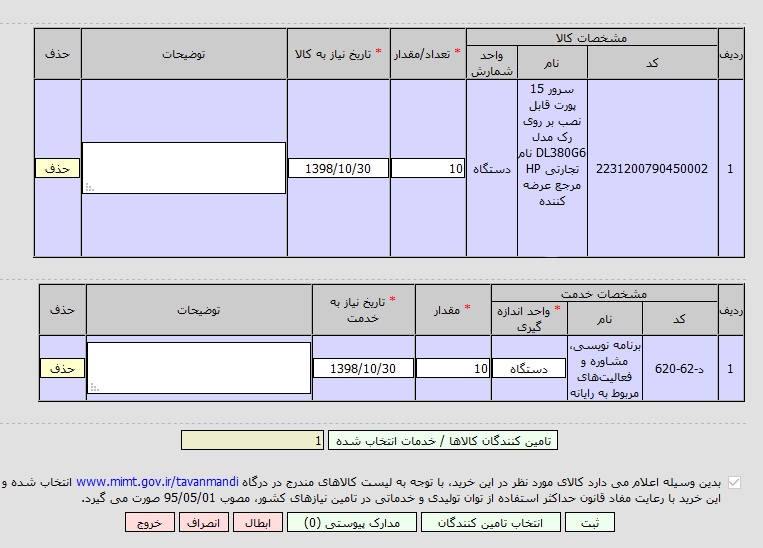 ردیف
مشخصات کالا
کد
نام
واحد
شمارش
* تعداد/مقدار
* تاریخ نیاز به کالا
توضیحات
حذف
1
2231200790450002
سرور 15
پورت قابل
نصب بر روی
رک مدل
DL380G6 نام
تجارتی HP
مرجع عرضه
کننده
دستگاه
10
1398/10/30
حذف
ردیف
مشخصات خدمت
کد
نام
* واحد اندازه
گیری
* مقدار
* تاریخ نیاز به
خدمت
توضیحات
حذف
1
د-62-620
برنامه نویسی،
مشاوره و
فعالیت‌های
مربوط به رایانه
دستگاه
10
1398/10/30
حذف
تامین کنندگان کالاها / خدمات انتخاب شده
1
بدین وسیله اعلام می دارد کالای مورد نظر در این خرید، با توجه به لیست کالاهای مندرج در درگاه www.mimt.gov.ir/tavanmandi انتخاب شده و
این خرید با رعایت مفاد قانون حداکثر استفاده از توان تولیدی و خدماتی در تامین نیازهای کشور، مصوب 95/05/01 صورت می گیرد.
ثبت
انتخاب تامین کنندگان
مدارک پیوستی (0)
ابطال
انصراف
خروج